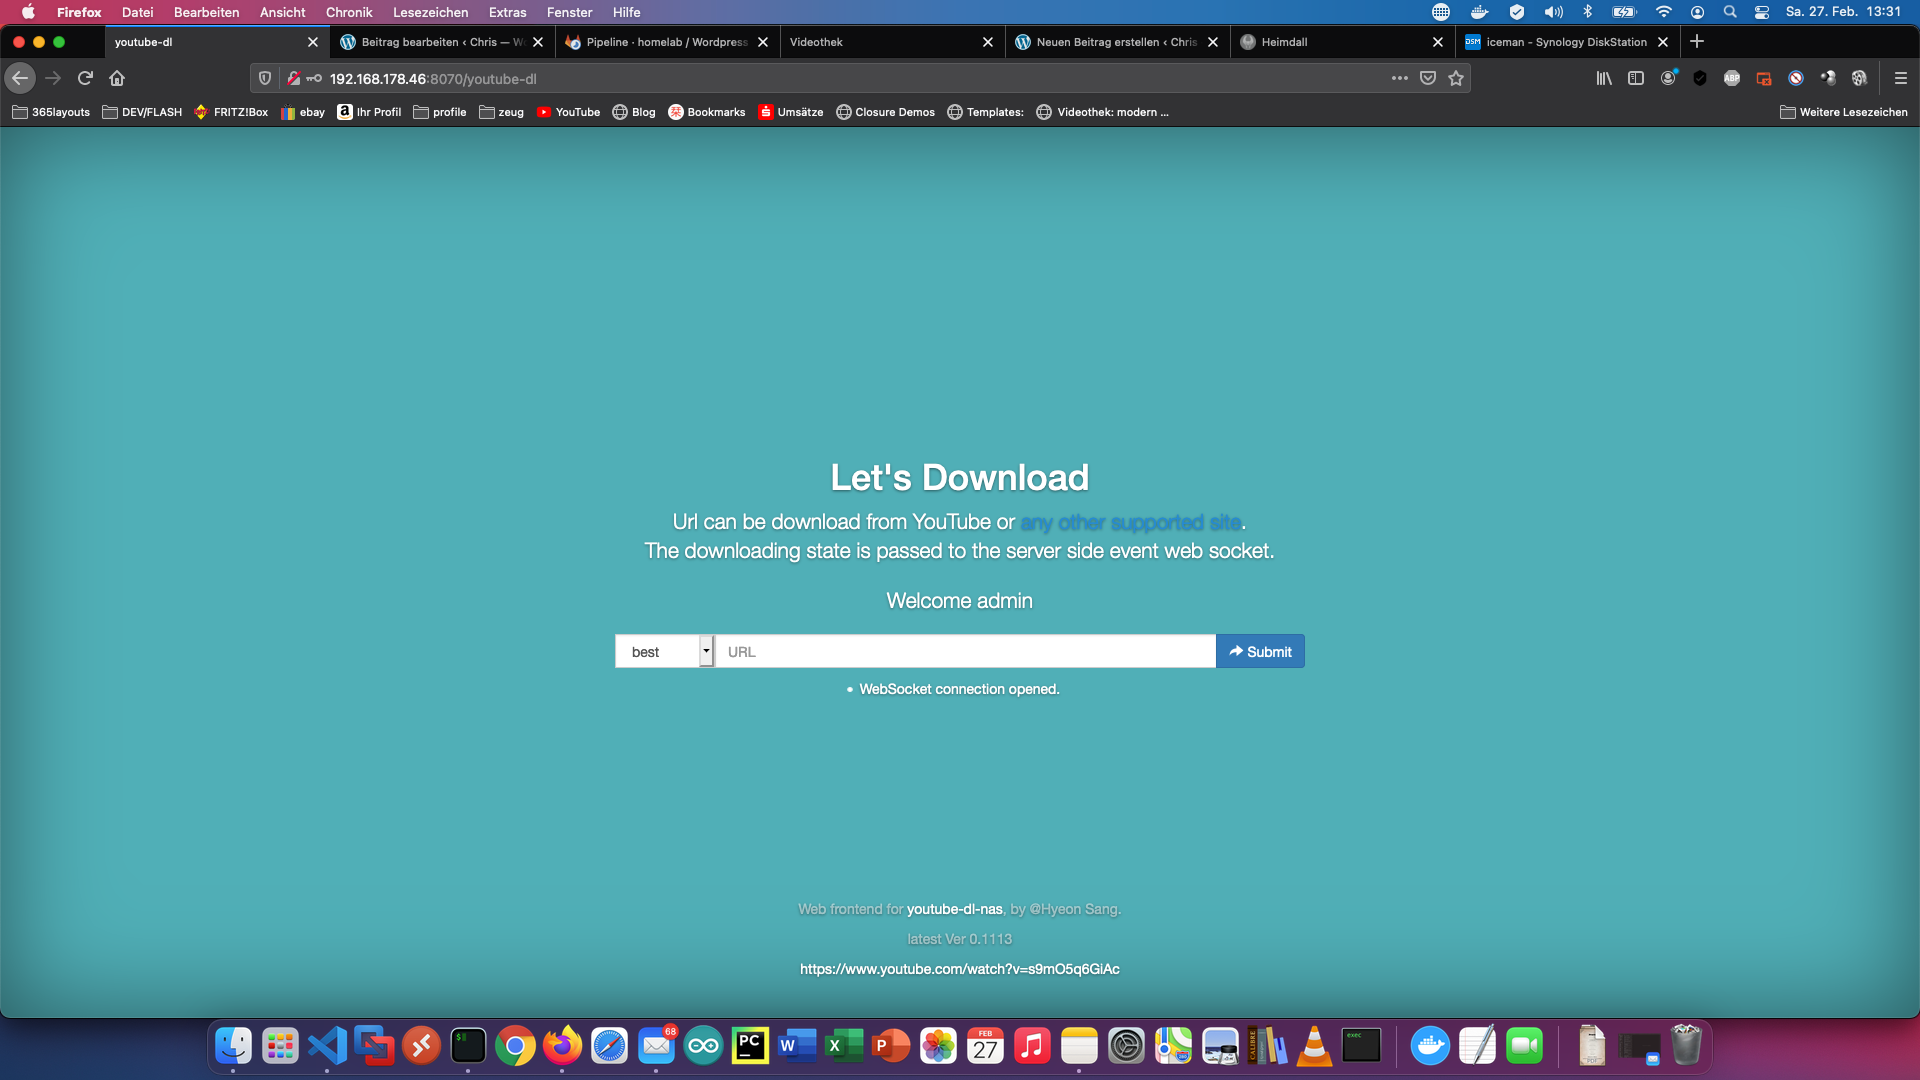 Firefox Datei Bearbeiten Ansicht Chronik Lesezeichen Extras Fenster Hilfe Sa. 27. Feb. 13:31
youtube-dl Beitrag bearbeiten ‹ Chris — W Pipeline · homelab / Wordpress Videothek Neuen Beitrag erstellen ‹ Chris Heimdall DSM iceman - Synology DiskStation
192.168.178.46:8070/youtube-dl ABP
365layouts DEV/FLASH FRITZ!Box ebay Ihr Profil profile zeug YouTube Blog Bookmarks Umsätze Closure Demos Templates: Videothek: modern ... Weitere Lesezeichen
Let's Download
Url can be download from YouTube or any other supported site.
The downloading state is passed to the server side event web socket.
Welcome admin
best URL Submit
• WebSocket connection opened.
Web frontend for youtube-dl-nas, by @Hyeon Sang.
latest Ver 0.1113
https://www.youtube.com/watch?v=s9mO5q6GiAc
68 PC W X P FEB 27 CALIBRE exec